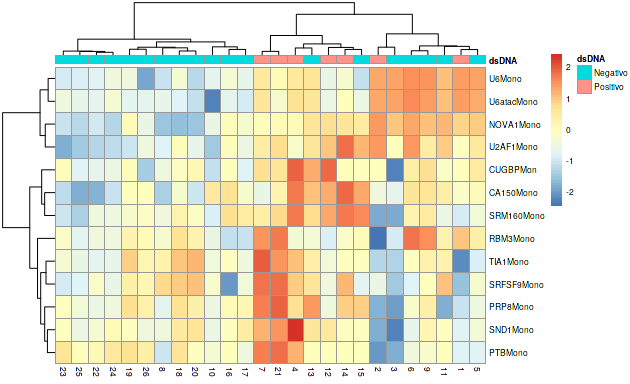 dsDNA
U6Mono
U6atacMono
NOVA1Mono
U2AF1Mono
CUGBPMono
CA150Mono
SRM160Mono
RBM3Mono
TIA1Mono
SRFSF9Mono
PRP8Mono
SND1Mono
PTBMono
23 25 22 24 19 26 8 18 20 10 16 17 7 21 4 13 12 14 15 2 3 6 9 11 1 5
2
1
0
-1
-2
dsDNA
Negativo
Positivo